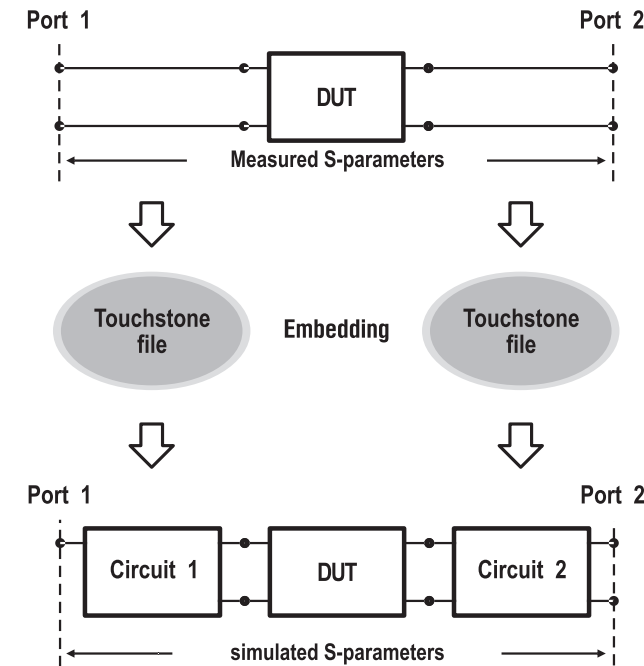 Port 1
Port 2
DUT
Measured S-parameters
Touchstone
file
Embedding
Touchstone
file
Port 1
Port 2
Circuit 1
DUT
Circuit 2
simulated S-parameters